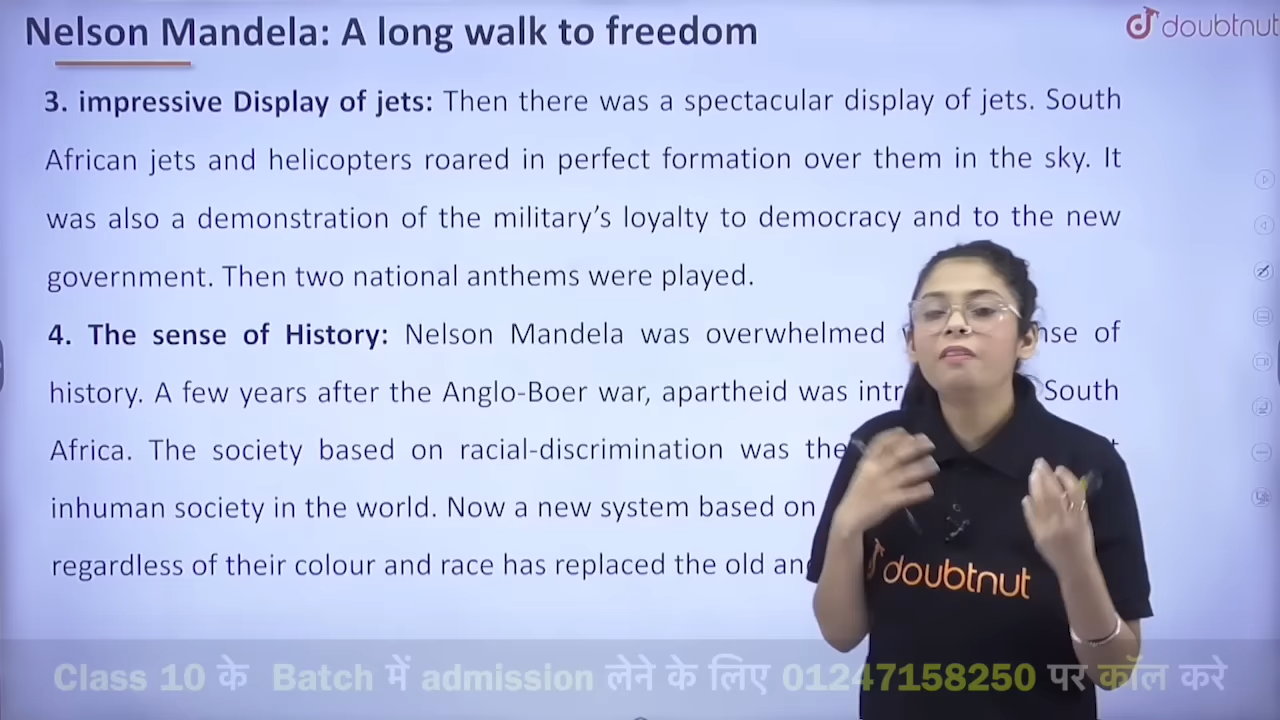 Nelson Mandela: A long walk to freedom
doubtnut
3. impressive Display of jets: Then there was a spectacular display of jets. South
African jets and helicopters roared in perfect formation over them in the sky. It
was also a demonstration of the military's loyalty to democracy and to the new
government. Then two national anthems were played.
4. The sense of History: Nelson Mandela was overwhelmed nse of
history. A few years after the Anglo-Boer war, apartheid was intr South
Africa. The society based on racial-discrimination was the
inhuman society in the world. Now a new system based on
regardless of their colour and race has replaced the old an
doubtnut
Class 10 के Batch में admission लेने के लिए 01247158250 पर कॉल करे